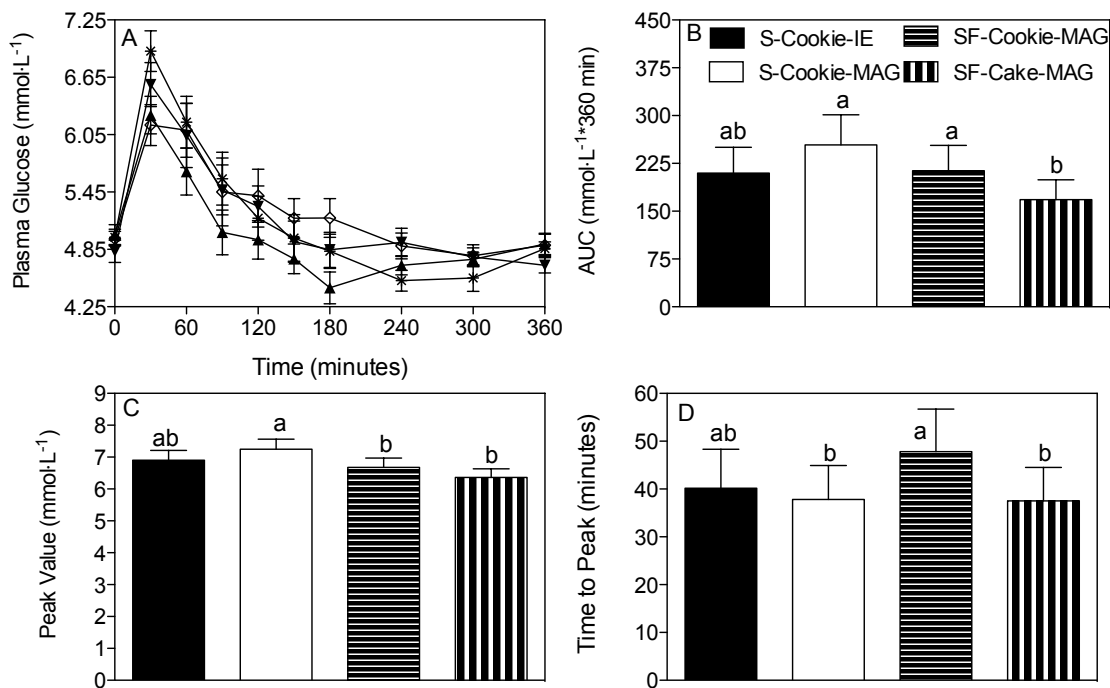 A
Plasma Glucose (mmol·L⁻¹)
7.25
6.65
6.05
5.45
4.85
4.25
0 60 120 180 240 300 360
Time (minutes)
B
AUC (mmol·L⁻¹*360 min)
450
375
300
225
150
75
0
S-Cookie-IE
S-Cookie-MAG
SF-Cookie-MAG
SF-Cake-MAG
ab
a
a
b
C
Peak Value (mmol·L⁻¹)
9
8
7
6
5
4
3
2
1
0
ab
a
b
b
D
Time to Peak (minutes)
60
50
40
30
20
10
0
ab
b
a
b